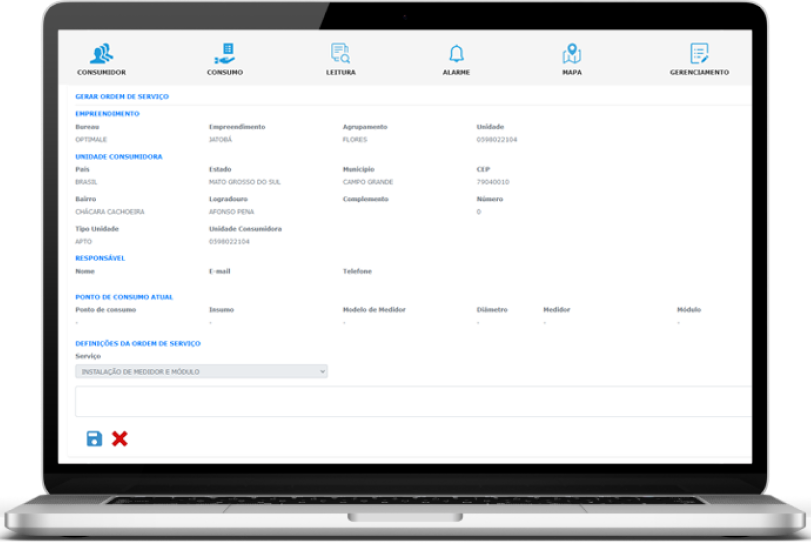 CONSUMIDOR CONSUMO LEITURA ALARME MAPA GERENCIAMENTO
GERAR ORDEM DE SERVIÇO
EMPREENDIMENTO
Bureau Empreendimento Agrupamento Unidade
OPTIMALE JATOBÁ FLORES 0598022104
UNIDADE CONSUMIDORA
País Estado Município CEP
BRASIL MATO GROSSO DO SUL CAMPO GRANDE 79040010
Bairro Logradouro Complemento Número
CHÁCARA CACHOEIRA AFONSO PENA 0
Tipo Unidade Unidade Consumidora
APTO 0598022104
RESPONSÁVEL
Nome E-mail Telefone
PONTO DE CONSUMO ATUAL
Ponto de consumo Insumo Modelo de Medidor Diâmetro Medidor Módulo
- - - - - -
DEFINIÇÕES DA ORDEM DE SERVIÇO
Serviço
INSTALAÇÃO DE MEDIDOR E MÓDULO